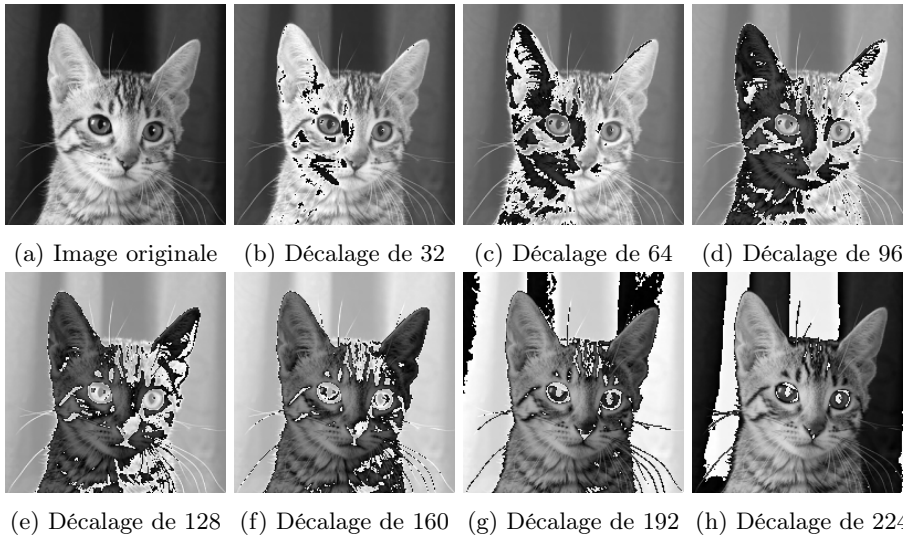 (a) Image originale (b) Décalage de 32 (c) Décalage de 64 (d) Décalage de 96
(e) Décalage de 128 (f) Décalage de 160 (g) Décalage de 192 (h) Décalage de 224